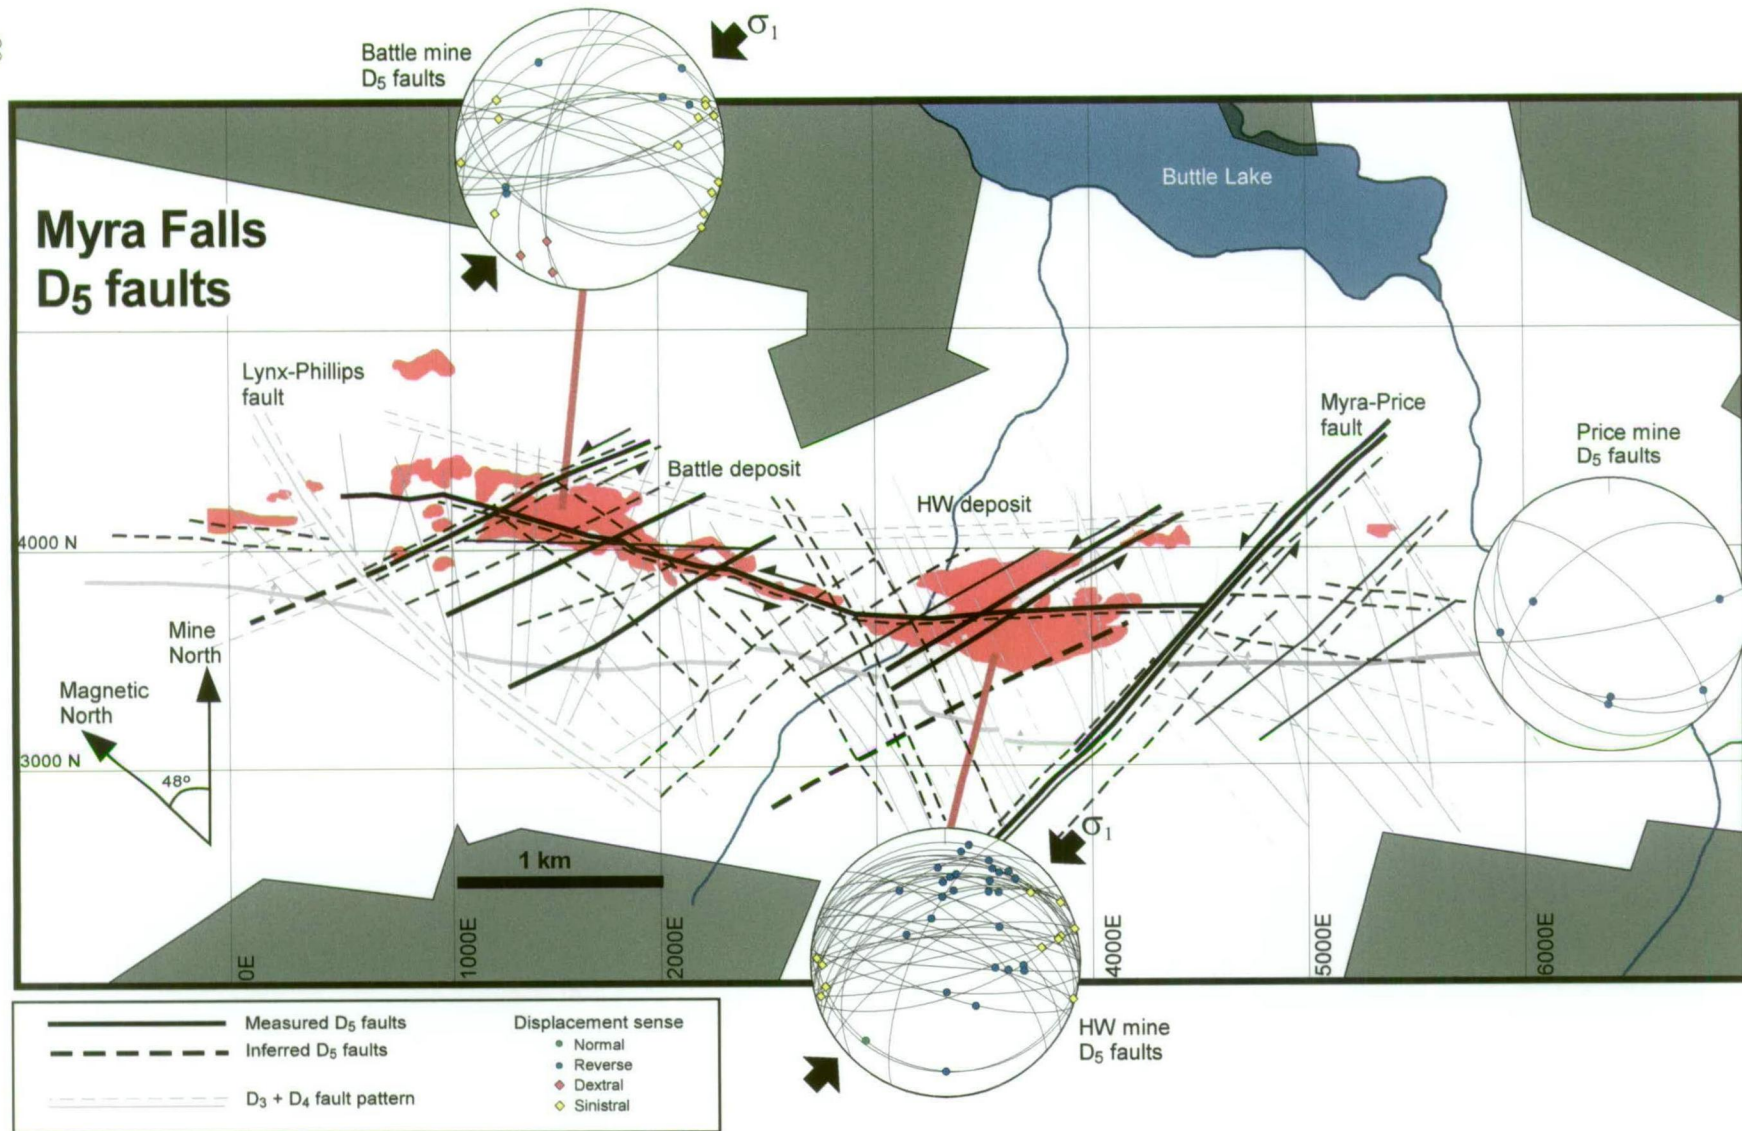 σ1
Battle mine
D5 faults
Buttle Lake
Myra Falls
D5 faults
Lynx-Phillips
fault
Myra-Price
fault
Price mine
D5 faults
Battle deposit
HW deposit
4000 N
Mine
North
Magnetic
North
3000 N
48º
σ1
1 km
0E
1000E
2000E
4000E
5000E
6000E
HW mine
D5 faults
Measured D5 faults
Inferred D5 faults
D3 + D4 fault pattern
Displacement sense
Normal
Reverse
Dextral
Sinistral